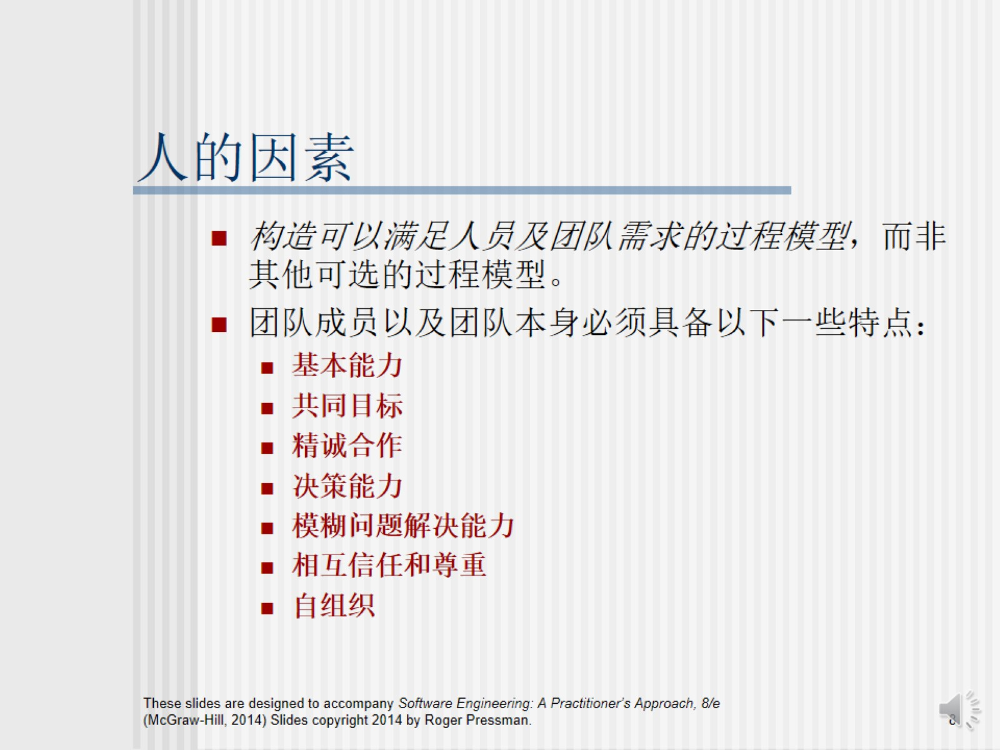 人的因素
构造可以满足人员及团队需求的过程模型，而非
其他可选的过程模型。
团队成员以及团队本身必须具备以下一些特点：
基本能力
共同目标
精诚合作
决策能力
模糊问题解决能力
相互信任和尊重
自组织
These slides are designed to accompany Software Engineering: A Practitioner’s Approach, 8/e
(McGraw-Hill, 2014) Slides copyright 2014 by Roger Pressman.
8